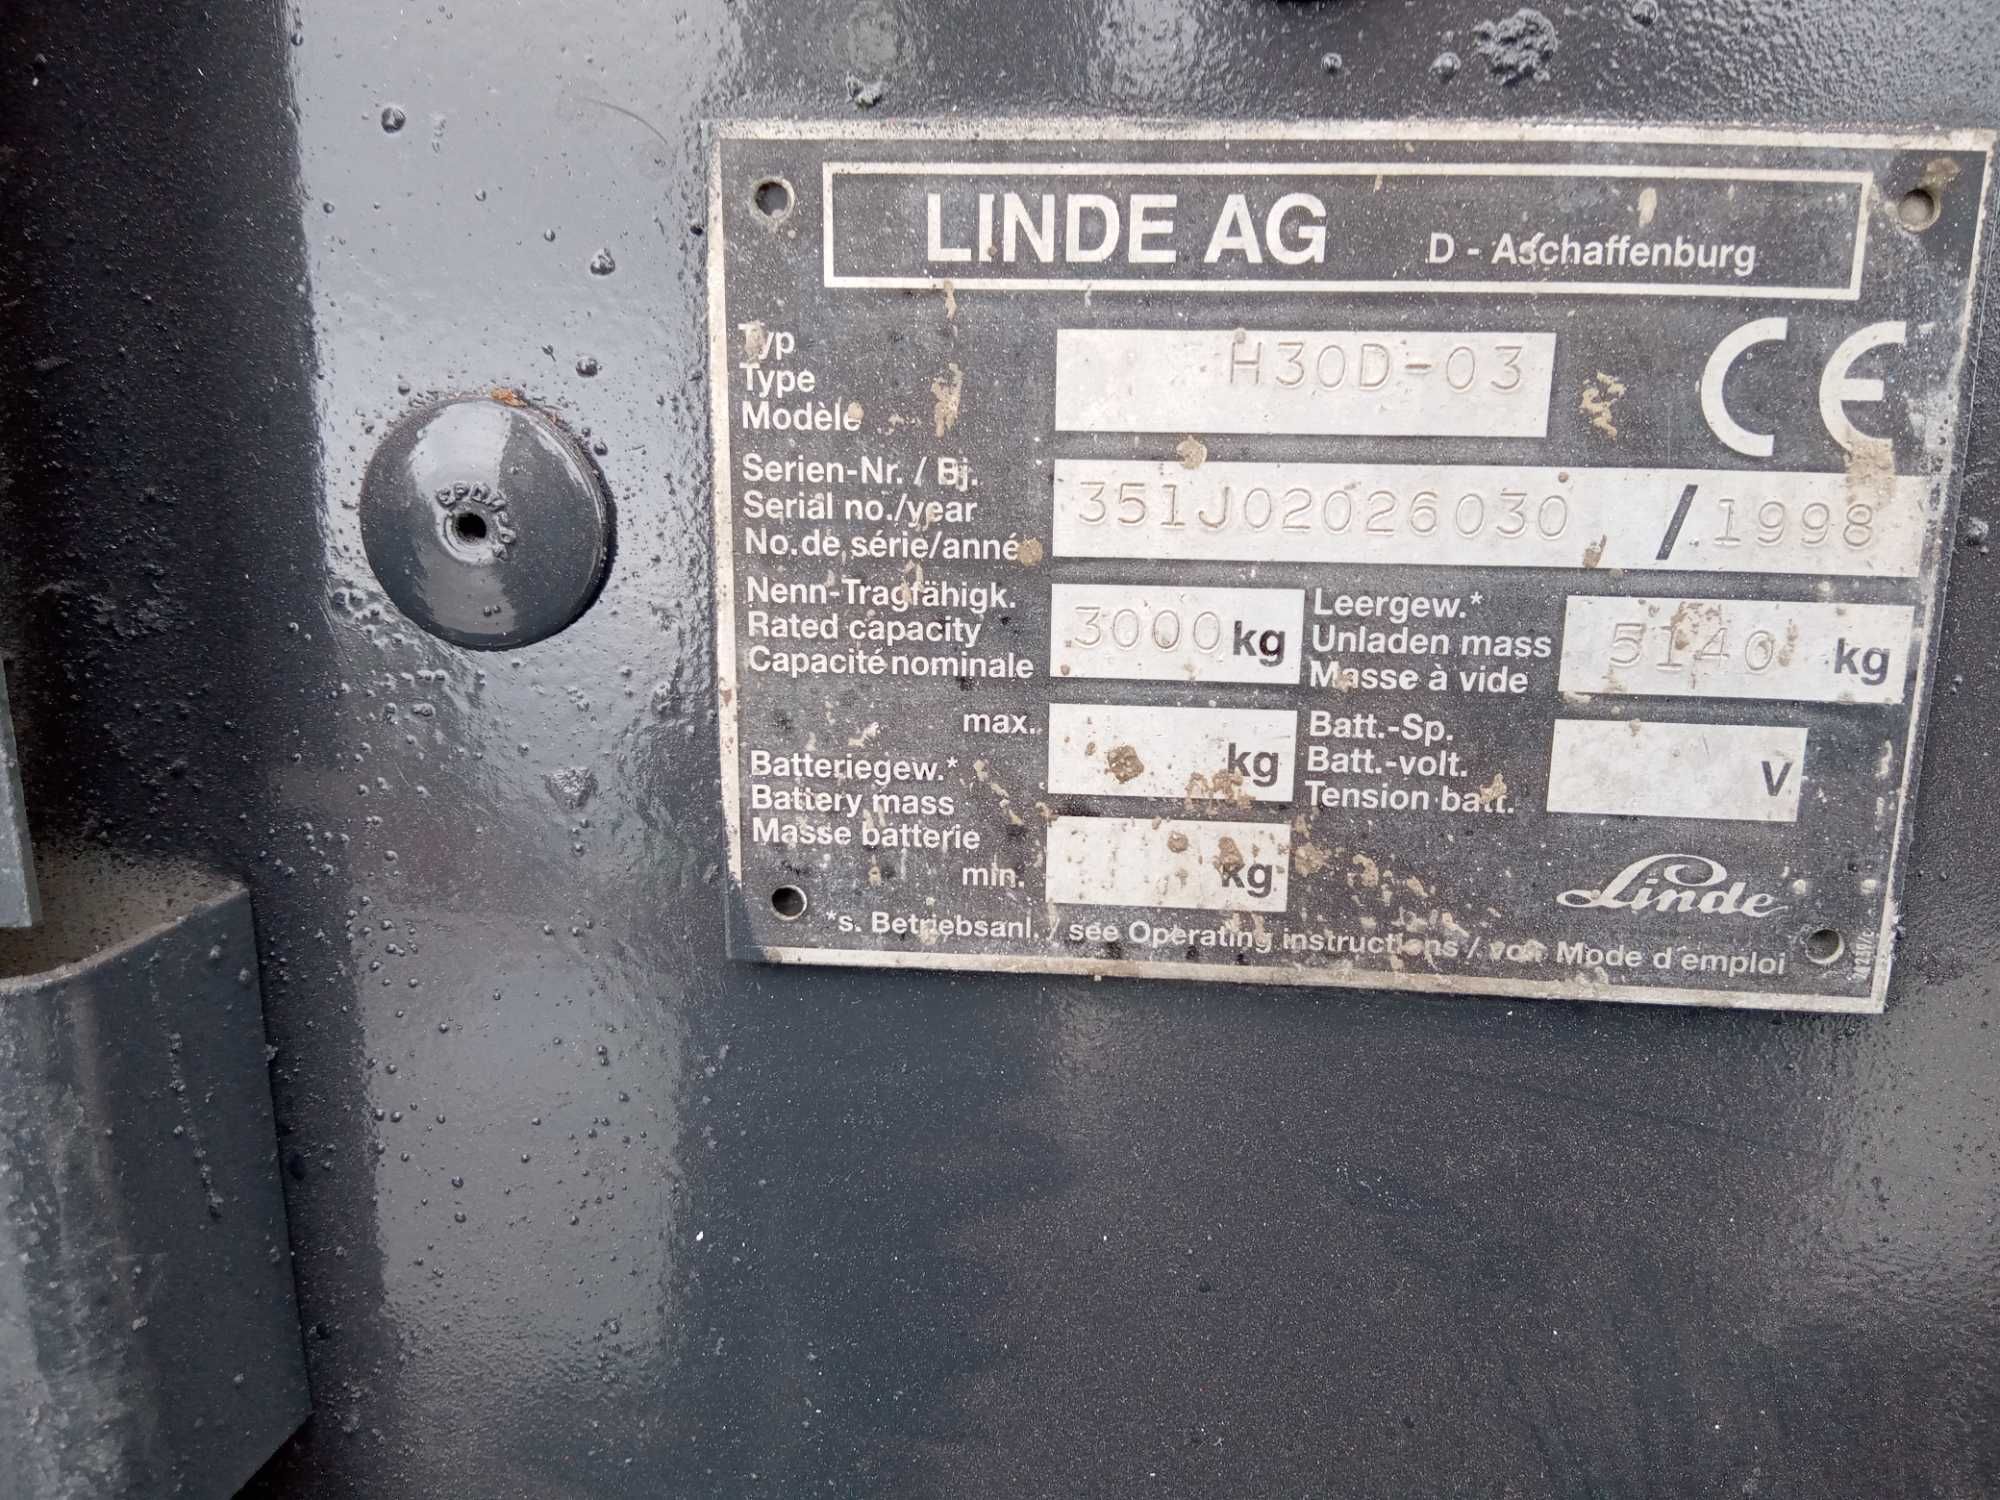 LINDE AG D - Aschaffenburg
Typ
Type H30D-03
Modèle
CE
Serien-Nr. / Bj.
Serial no./year 351J02026030 / 1998
No.de série/année
Nenn-Tragfähigk.
Rated capacity 3000 kg
Capacité nominale
Leergew.*
Unladen mass 5140 kg
Masse à vide
max. kg
Batteriegew.*
Battery mass
Masse batterie
min. kg
Batt.-Sp.
Batt.-volt. V
Tension batt.
Linde
*s. Betriebsanl. / see Operating instructions / voir Mode d'emploi